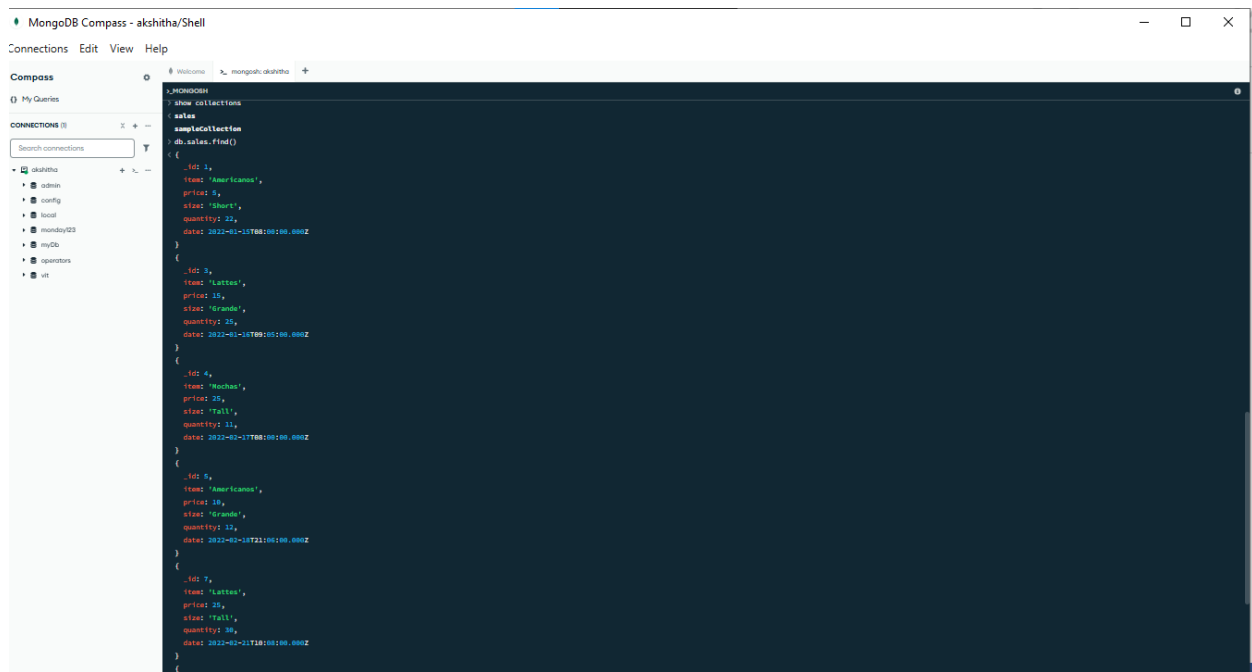 MongoDB Compass - akshitha/Shell
Connections Edit View Help
Compass
My Queries
CONNECTIONS (1)
Search connections
akshitha
admin
config
local
monday123
myDb
operators
vit
Welcome
>_ mongosh: akshitha +
>_MONGOSH
> show collections
< sales
sampleCollection
> db.sales.find()
< {
_id: 1,
item: 'Americanos',
price: 5,
size: 'Short',
quantity: 22,
date: 2022-01-15T08:00:00.000Z
}
{
_id: 3,
item: 'Lattes',
price: 15,
size: 'Grande',
quantity: 25,
date: 2022-01-16T09:05:00.000Z
}
{
_id: 4,
item: 'Mochas',
price: 25,
size: 'Tall',
quantity: 11,
date: 2022-02-17T08:00:00.000Z
}
{
_id: 5,
item: 'Americanos',
price: 10,
size: 'Grande',
quantity: 12,
date: 2022-02-18T21:06:00.000Z
}
{
_id: 7,
item: 'Lattes',
price: 25,
size: 'Tall',
quantity: 30,
date: 2022-02-21T10:08:00.000Z
}
{